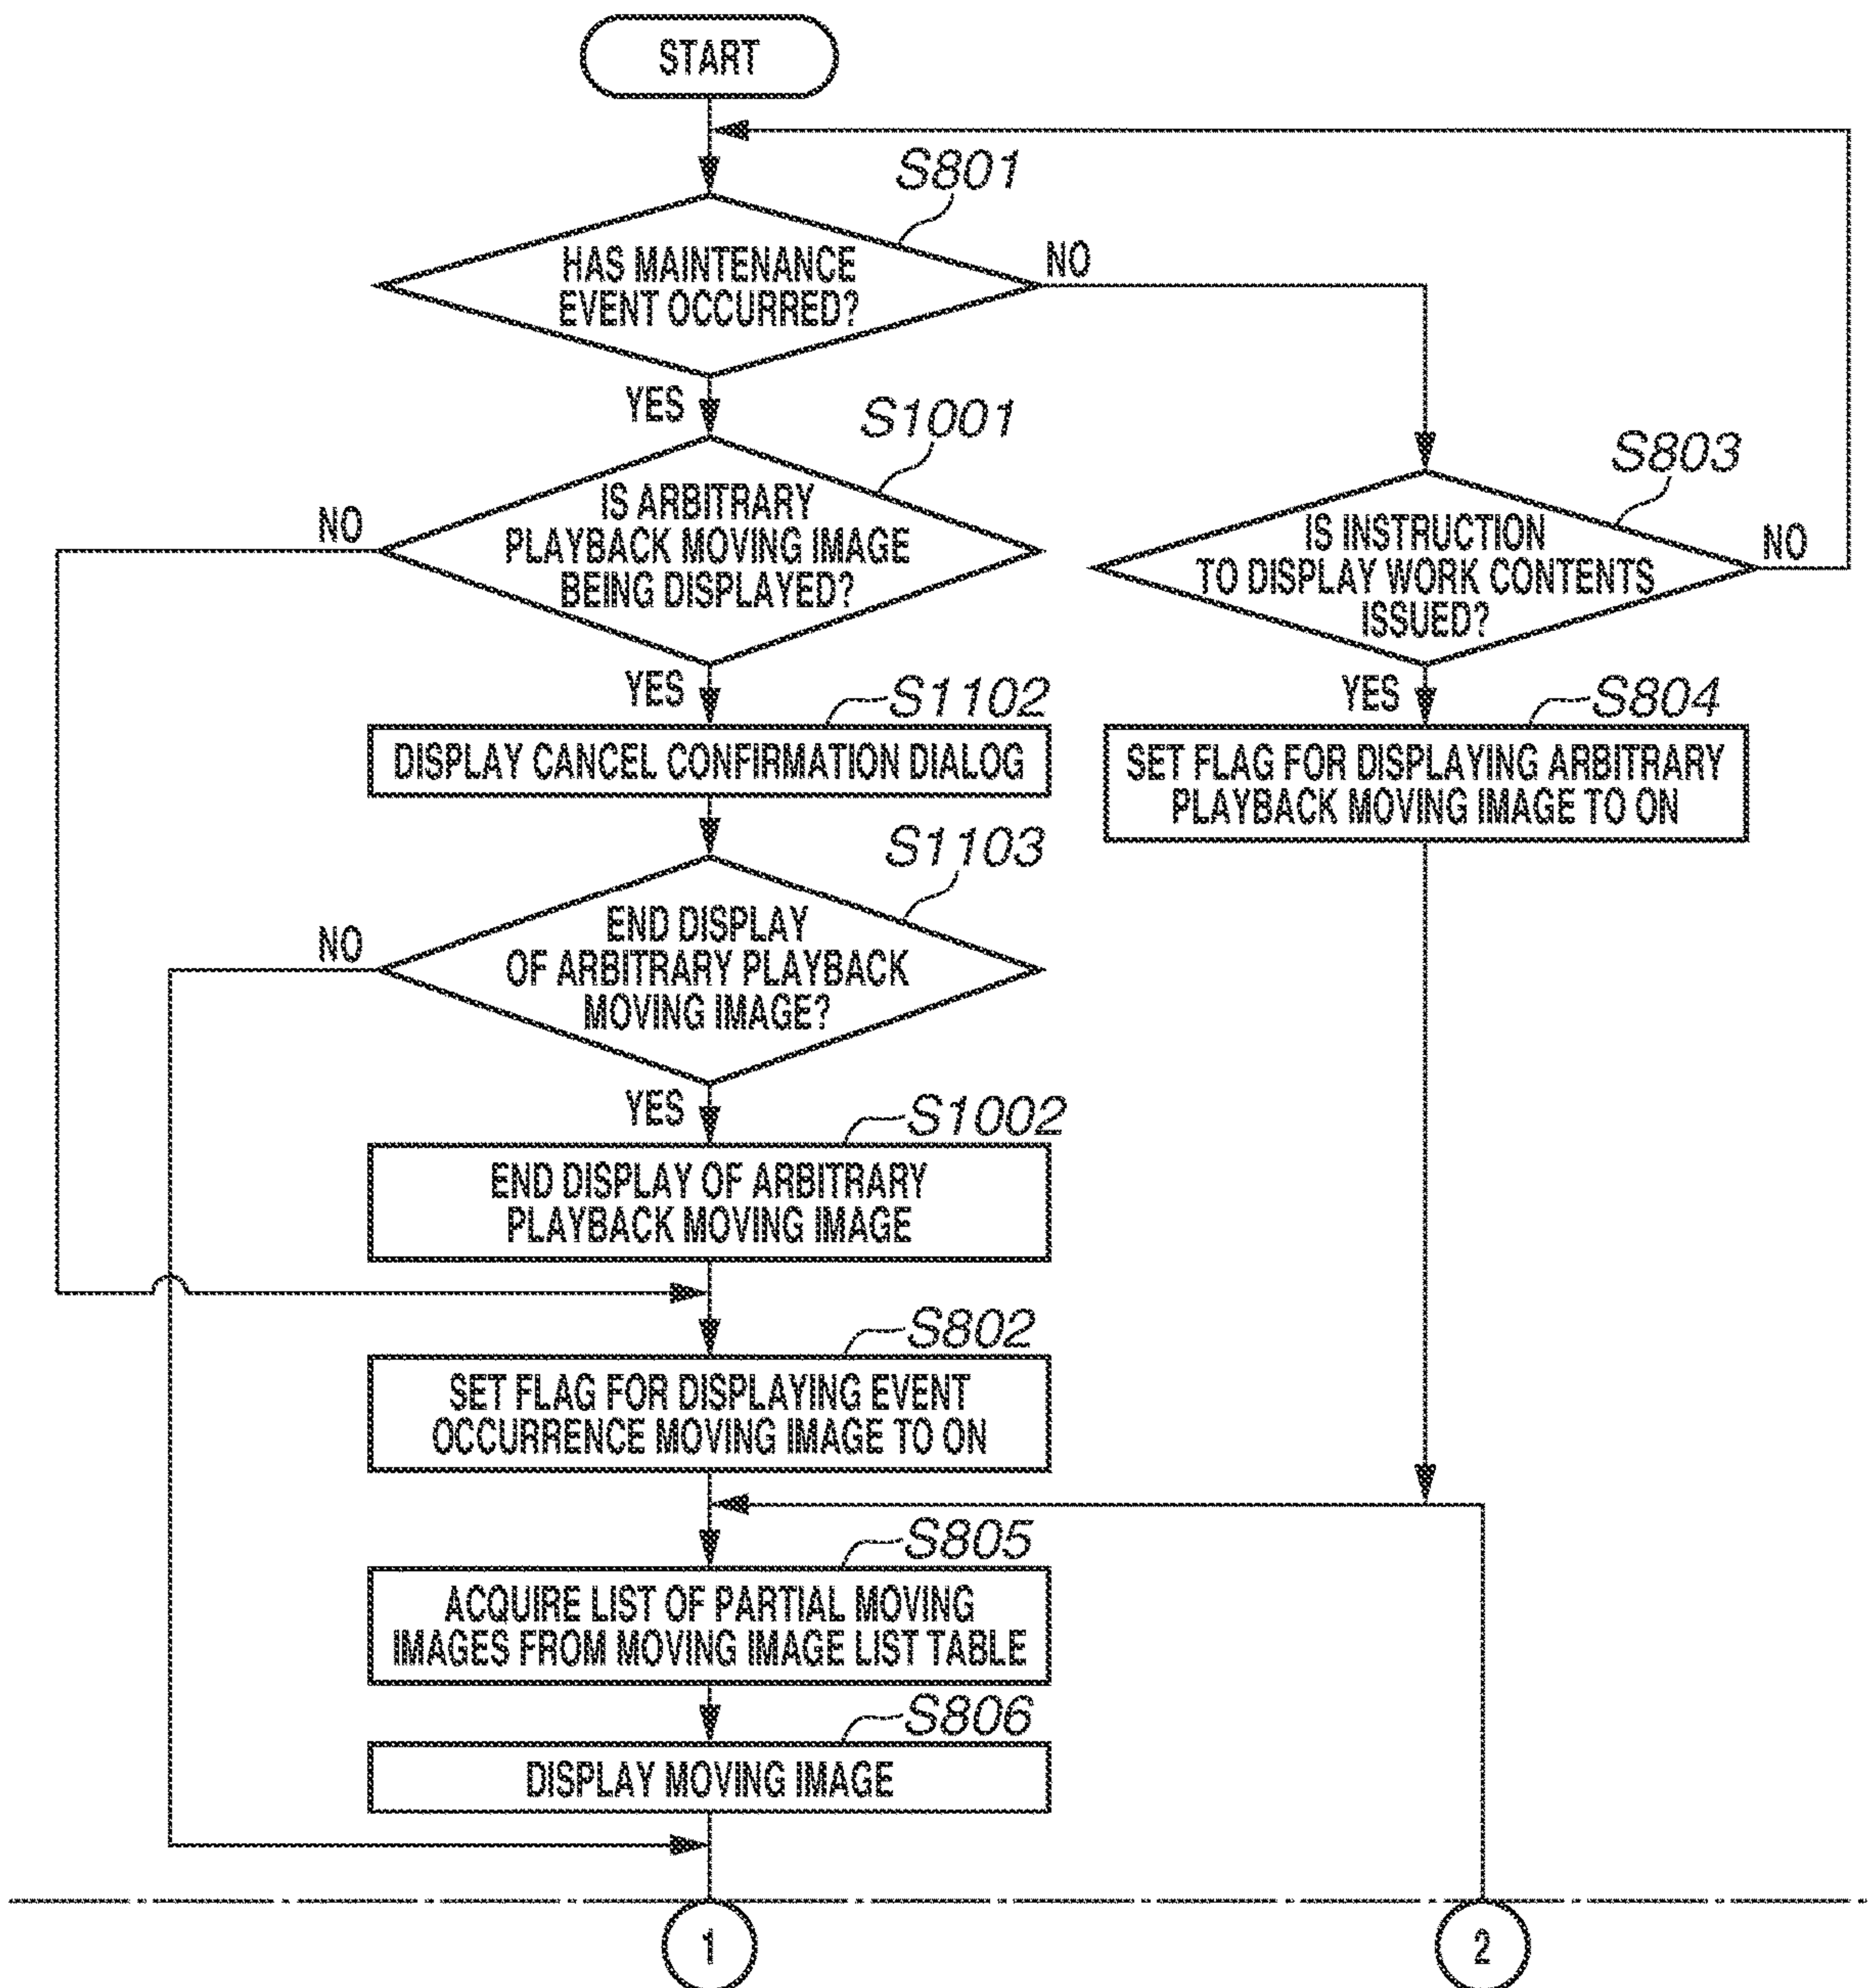 START
S801
HAS MAINTENANCE
EVENT OCCURRED?
NO
YES
S1001
IS ARBITRARY
PLAYBACK MOVING IMAGE
BEING DISPLAYED?
NO
S803
IS INSTRUCTION
TO DISPLAY WORK CONTENTS
ISSUED?
NO
YES
S1102
DISPLAY CANCEL CONFIRMATION DIALOG
YES
S804
SET FLAG FOR DISPLAYING ARBITRARY
PLAYBACK MOVING IMAGE TO ON
S1103
END DISPLAY
OF ARBITRARY PLAYBACK
MOVING IMAGE?
NO
YES
S1002
END DISPLAY OF ARBITRARY
PLAYBACK MOVING IMAGE
S802
SET FLAG FOR DISPLAYING EVENT
OCCURRENCE MOVING IMAGE TO ON
S805
ACQUIRE LIST OF PARTIAL MOVING
IMAGES FROM MOVING IMAGE LIST TABLE
S806
DISPLAY MOVING IMAGE
1
2